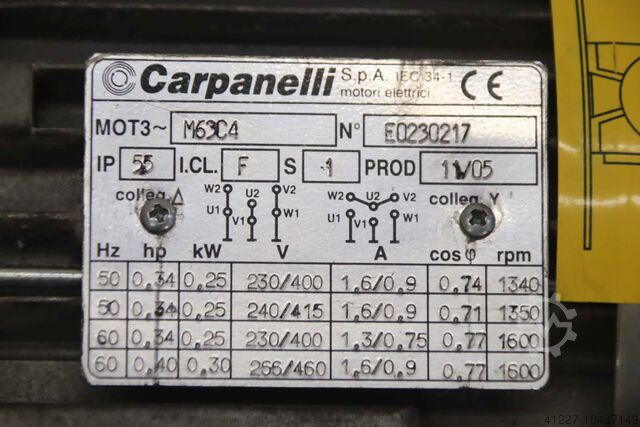 Carpanelli S.p.A. IEC 34-1 CE
motori elettrici
MOT3~ M63C4 N° E0230217
IP 55 I.CL. F S 1 PROD 11/05
colleg. Δ W2 U2 V2 W2 U2 V2 colleg. Y
U1 V1 W1 U1 V1 W1
Hz hp kW V A cosφ rpm
50 0,34 0,25 230/400 1,6/0,9 0,74 1340
50 0,34 0,25 240/415 1,6/0,9 0,71 1350
60 0,34 0,25 230/400 1,3/0,75 0,77 1600
60 0,40 0,30 266/460 1,6/0,9 0,77 1600
41227-10437149